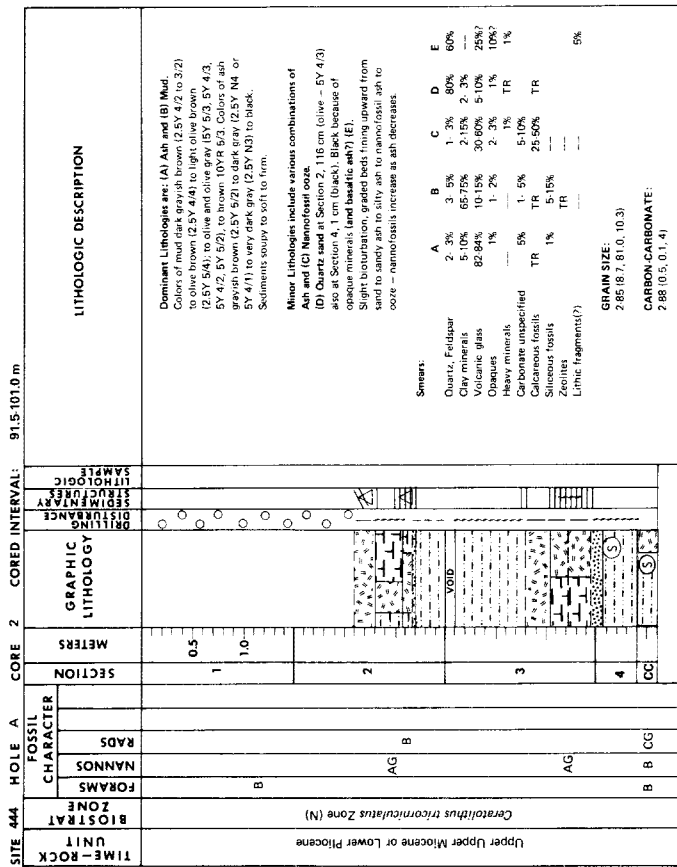 SITE 444 HOLE A CORE 2 CORED INTERVAL: 91.5-101.0 m
TIME-ROCK UNIT
BIOSTRAT ZONE
FOSSIL CHARACTER
FORAMS
NANNOS
RADS
SECTION
METERS
GRAPHIC LITHOLOGY
DRILLING DISTURBANCE
SEDIMENTARY STRUCTURES
LITHOLOGIC SAMPLE
LITHOLOGIC DESCRIPTION
Upper Upper Miocene or Lower Pliocene
Ceratolithus tricorniculatus Zone (N)
B
B
AG
AG
B
B
CG
1
2
3
4
CC
0.5
1.0
VOID
S
S
Dominant Lithologies are: (A) Ash and (B) Mud.
Colors of mud dark grayish brown (2.5Y 4/2 to 3/2)
to olive brown (2.5Y 4/4) to light olive brown
(2.5Y 5/4); to olive and olive gray (5Y 5/3, 5Y 4/3,
5Y 4/2, 5Y 5/2), to brown 10YR 5/3. Colors of ash
grayish brown (2.5Y 5/2) to dark gray (2.5Y N4 or
5Y 4/1) to very dark gray (2.5Y N3) to black.
Sediments soupy to soft to firm.
Minor Lithologies include various combinations of
Ash and (C) Nannofossil ooze.
(D) Quartz sand at Section 2, 116 cm (olive – 5Y 4/3)
also at Section 4, 1 cm (black). Black because of
opaque minerals (and basaltic ash?) (E).
Slight bioturbation, graded beds fining upward from
sand to sandy ash to silty ash to nannofossil ash to
ooze – nannofossils increase as ash decreases.
Smears:
A B C D E
Quartz, Feldspar 2- 3% 3- 5% 1- 3% 80% 60%
Clay minerals 5-10% 65-75% 2-15% 2- 3% —
Volcanic glass 82-84% 10-15% 30-60% 5-10% 25%?
Opaques 1% 1- 2% 2- 3% 1% 10%?
Heavy minerals — — 1% TR 1%
Carbonate unspecified 5% 1- 5% 5-10%
Calcareous fossils TR TR 25-50% TR
Siliceous fossils 1% 5-15% —
Zeolites TR —
Lithic fragments(?) 5%
GRAIN SIZE:
2-85 (8.7, 81.0, 10.3)
CARBON-CARBONATE:
2-88 (0.5, 0.1, 4)